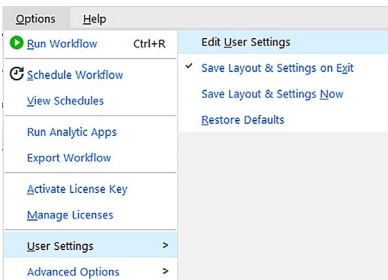 Options Help
Run Workflow Ctrl+R
Schedule Workflow
View Schedules
Run Analytic Apps
Export Workflow
Activate License Key
Manage Licenses
User Settings >
Advanced Options >
Edit User Settings
✓ Save Layout & Settings on Exit
Save Layout & Settings Now
Restore Defaults